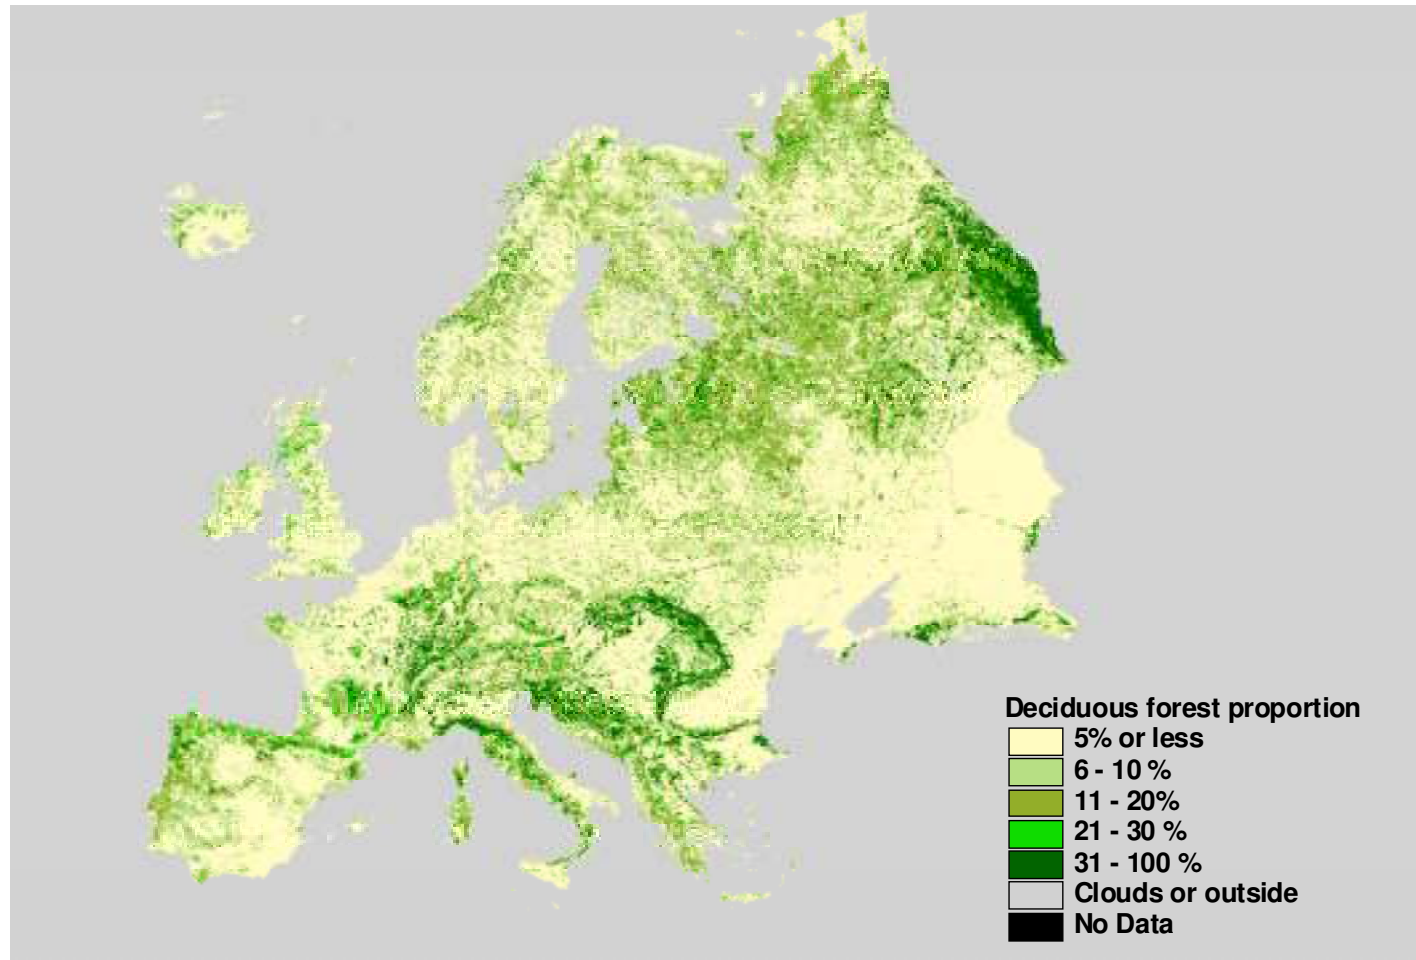 Deciduous forest proportion
5% or less
6 - 10 %
11 - 20%
21 - 30 %
31 - 100 %
Clouds or outside
No Data